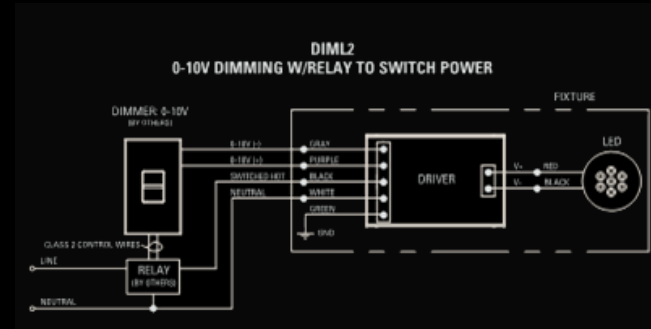 DIML2
0-10V DIMMING W/RELAY TO SWITCH POWER
FIXTURE
DIMMER: 0-10V
(BY OTHERS)
0-10V (-)
GRAY
0-10V (+)
PURPLE
SWITCHED HOT
BLACK
NEUTRAL
WHITE
GREEN
GND
DRIVER
V+
RED
V-
BLACK
LED
CLASS 2 CONTROL WIRES
LINE
RELAY
(BY OTHERS)
NEUTRAL